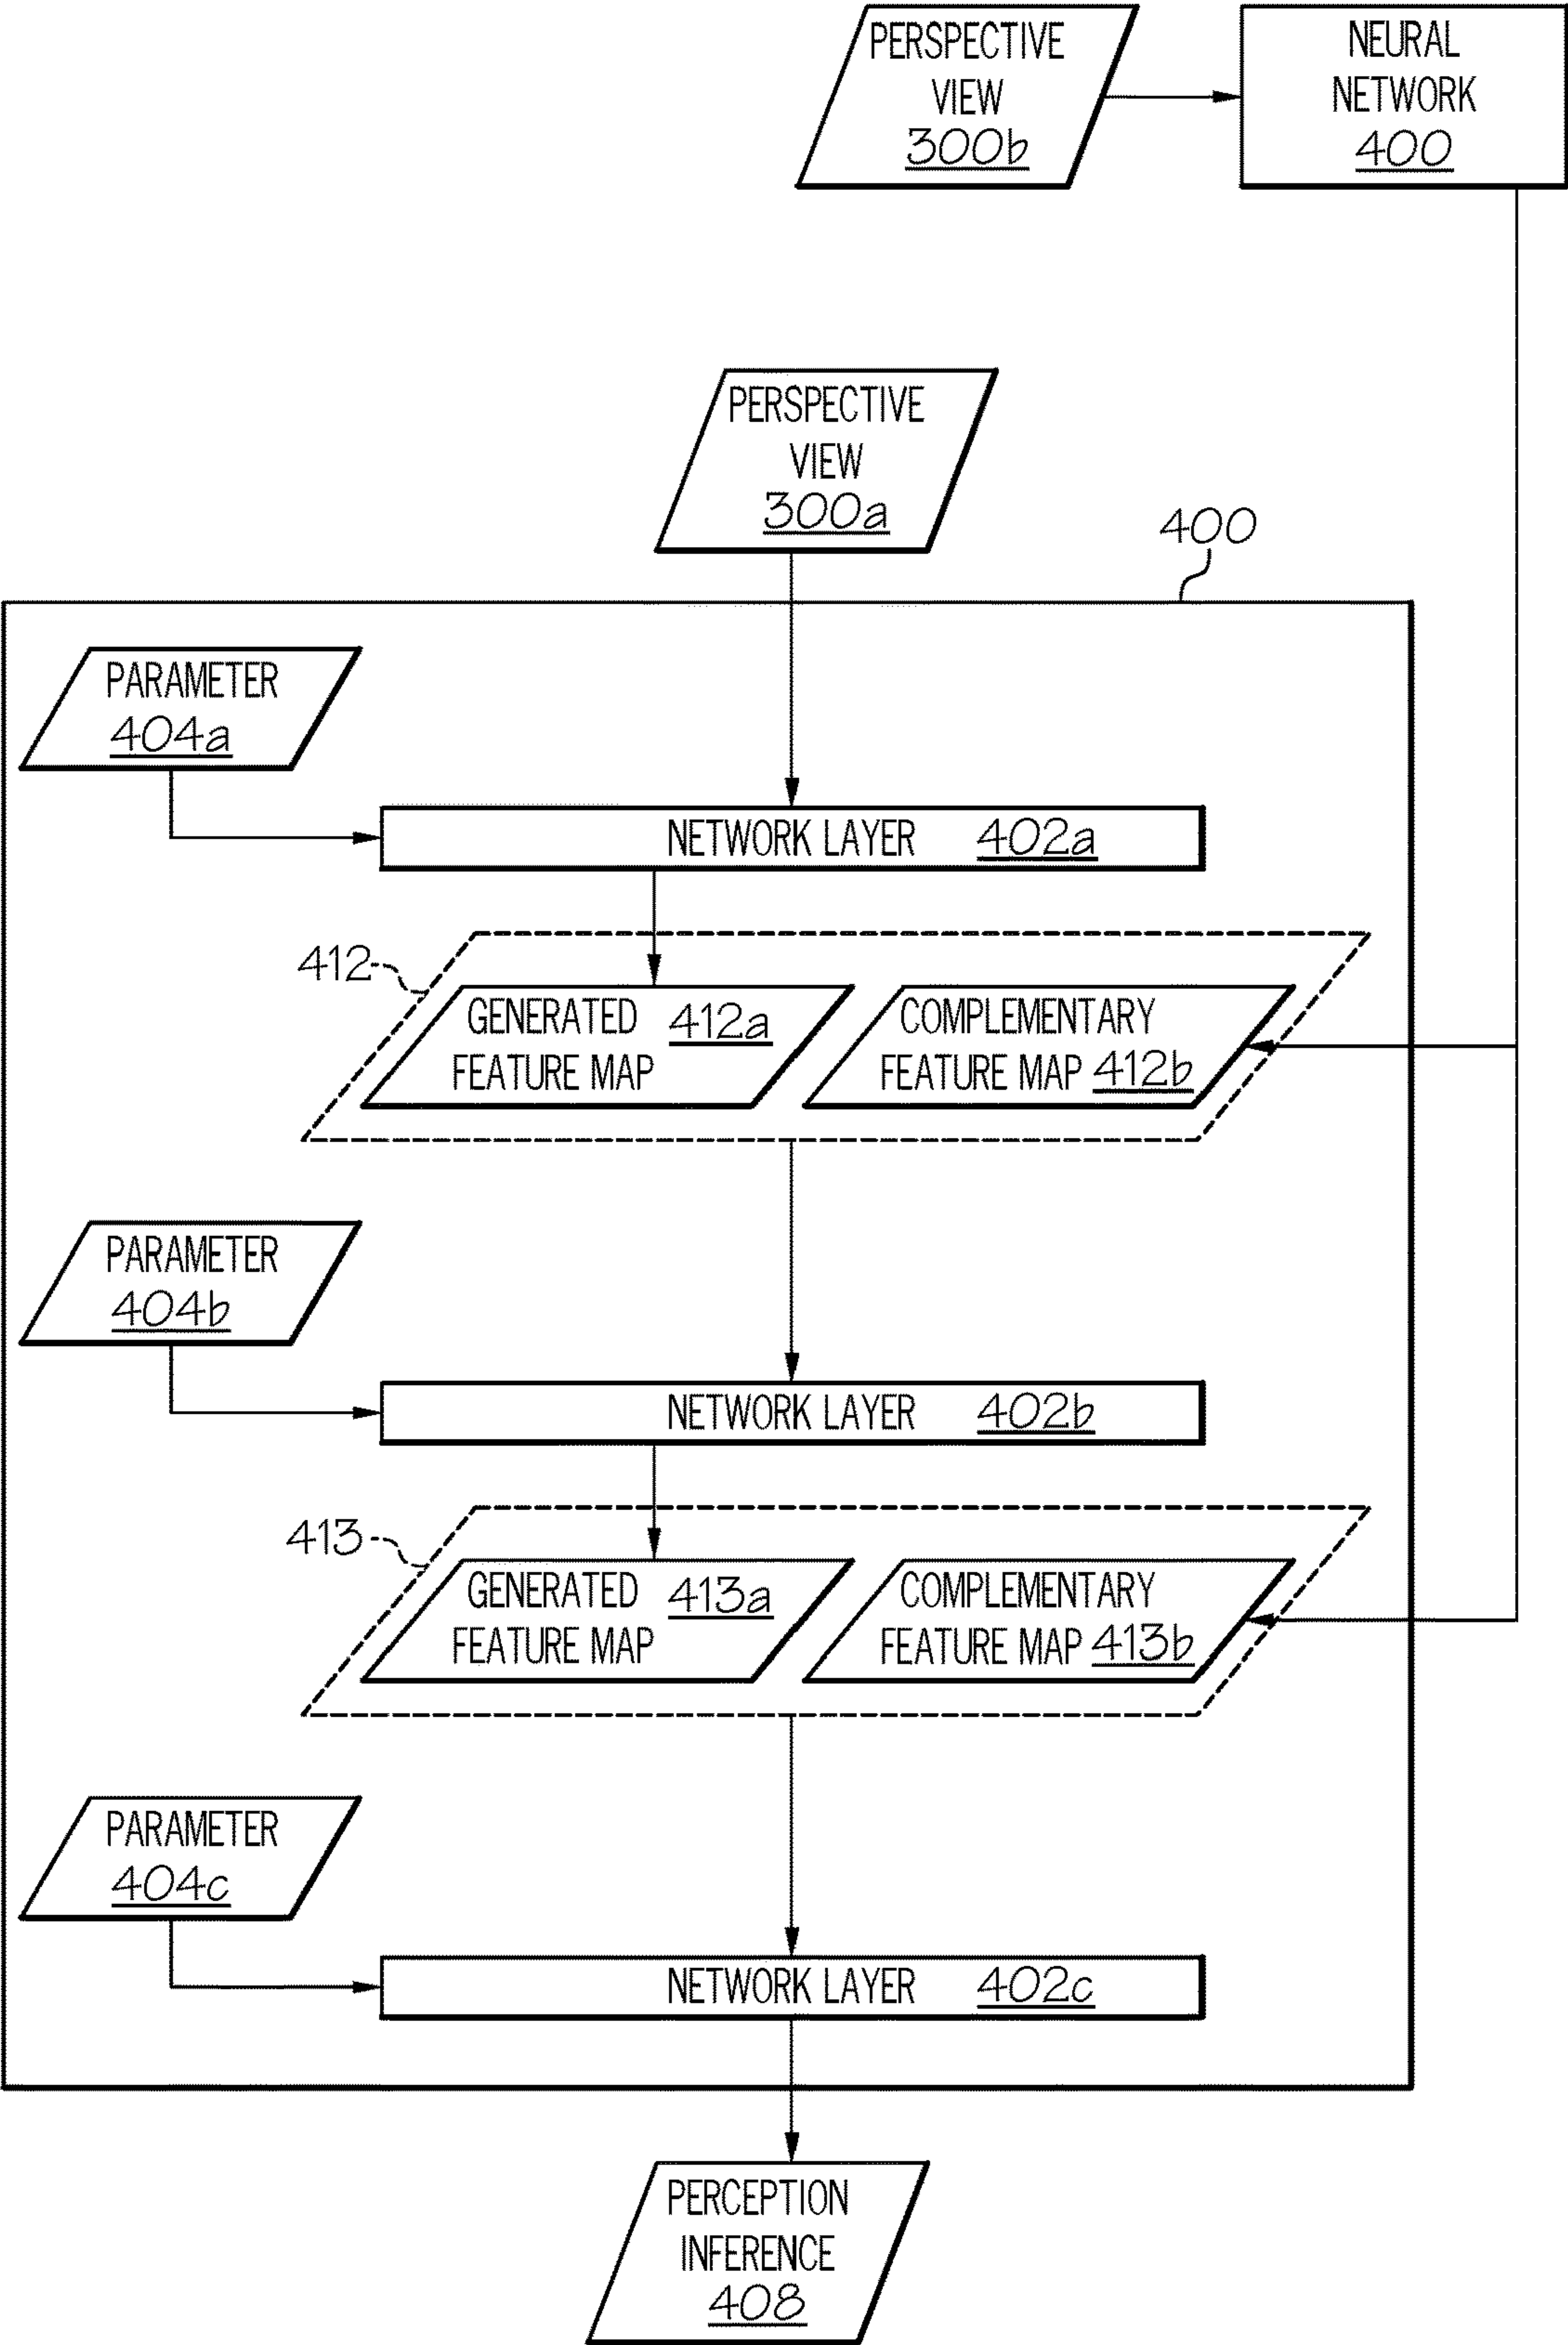 PERSPECTIVE
VIEW
300b
NEURAL
NETWORK
400
PERSPECTIVE
VIEW
300a
400
PARAMETER
404a
NETWORK LAYER 402a
412
GENERATED
FEATURE MAP
412a
COMPLEMENTARY
FEATURE MAP 412b
PARAMETER
404b
NETWORK LAYER 402b
413
GENERATED
FEATURE MAP
413a
COMPLEMENTARY
FEATURE MAP 413b
PARAMETER
404c
NETWORK LAYER 402c
PERCEPTION
INFERENCE
408